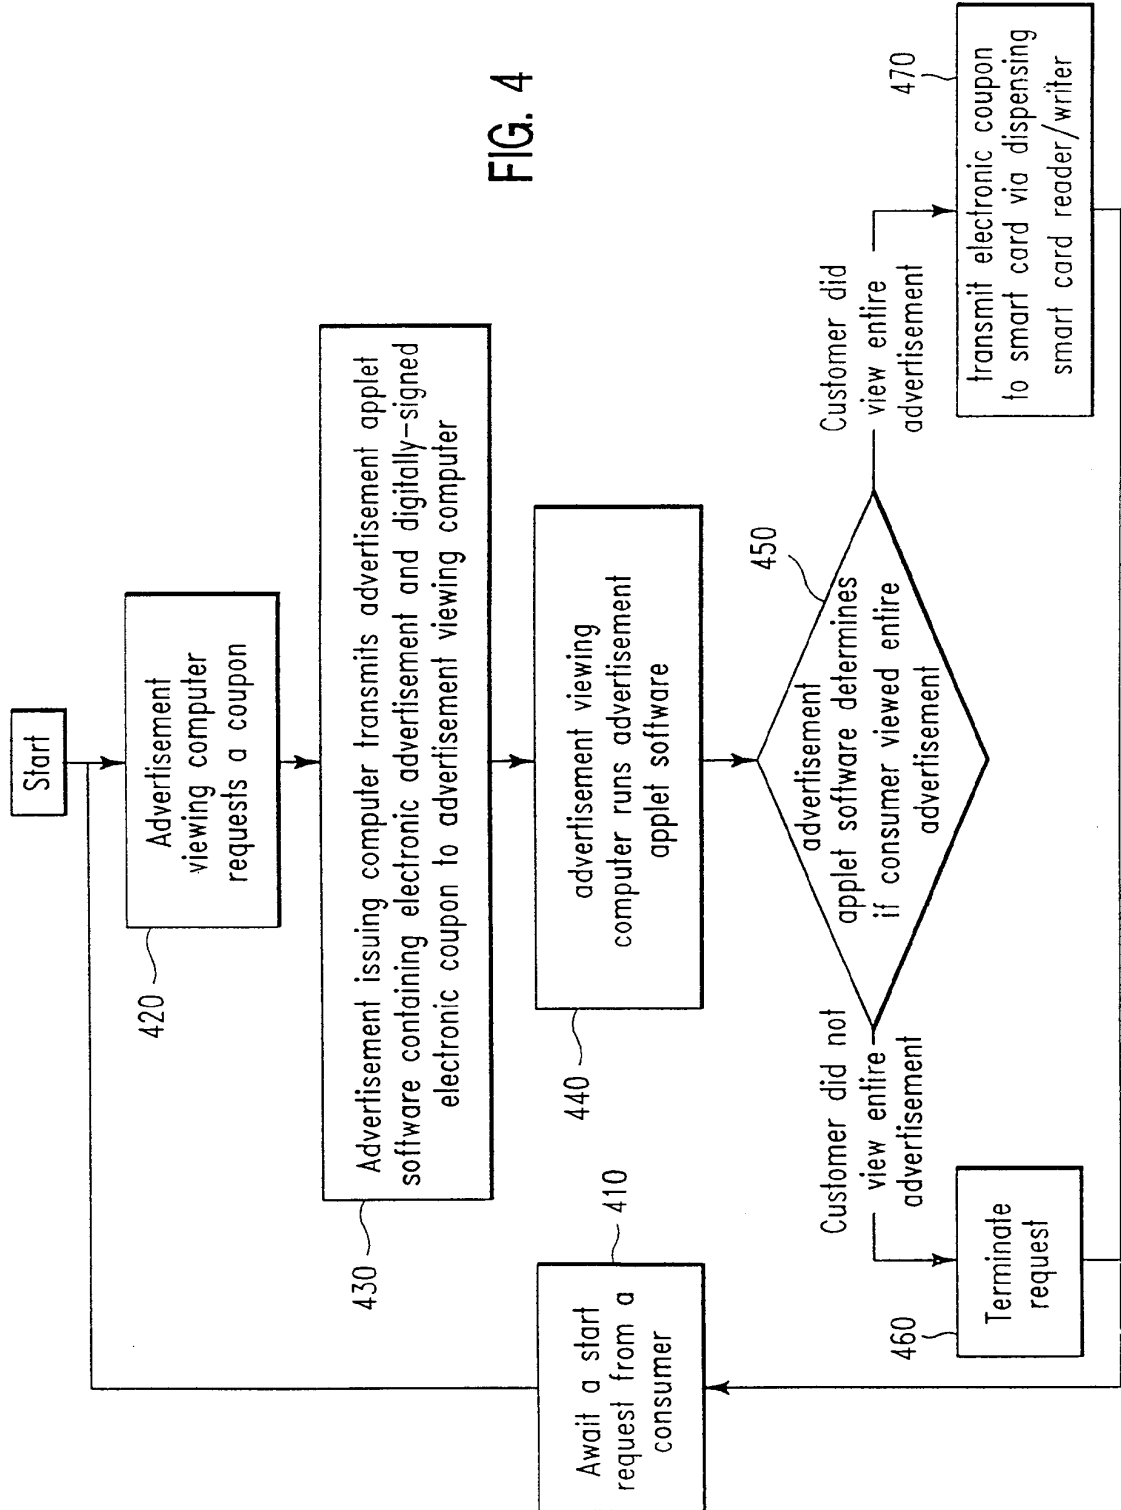 FIG. 4
Start
Advertisement
viewing computer
requests a coupon
420
Advertisement issuing computer transmits advertisement applet
software containing electronic advertisement and digitally-signed
electronic coupon to advertisement viewing computer
430
advertisement viewing
computer runs advertisement
applet software
440
Await a start
request from a
consumer
410
450
advertisement
applet software determines
if consumer viewed entire
advertisement
Customer did not
view entire
advertisement
Customer did
view entire
advertisement
Terminate
request
460
transmit electronic coupon
to smart card via dispensing
smart card reader/writer
470